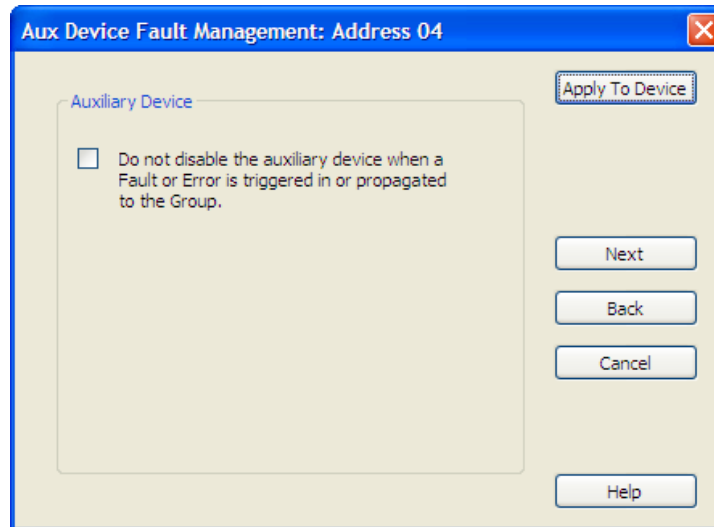 Aux Device Fault Management: Address 04
Apply To Device
Auxiliary Device
Do not disable the auxiliary device when a
Fault or Error is triggered in or propagated
to the Group.
Next
Back
Cancel
Help